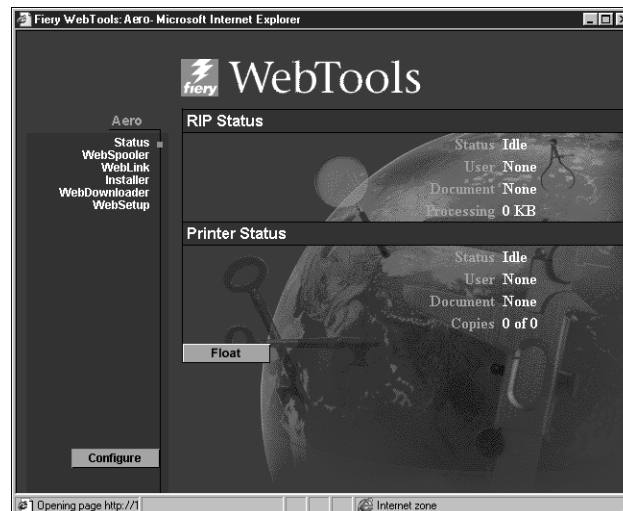 Fiery WebTools: Aero- Microsoft Internet Explorer
fiery WebTools
Aero
Status
WebSpooler
WebLink
Installer
WebDownloader
WebSetup
RIP Status
Status Idle
User None
Document None
Processing 0 KB
Printer Status
Status Idle
User None
Document None
Copies 0 of 0
Float
Configure
Opening page http://1
Internet zone